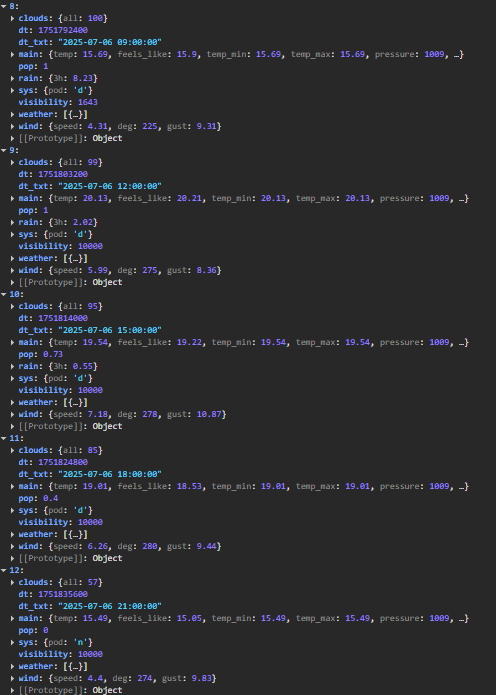 8:
clouds: {all: 100}
dt: 1751792400
dt_txt: "2025-07-06 09:00:00"
main: {temp: 15.69, feels_like: 15.9, temp_min: 15.69, temp_max: 15.69, pressure: 1009, …}
pop: 1
rain: {3h: 8.23}
sys: {pod: 'd'}
visibility: 1643
weather: [{…}]
wind: {speed: 4.31, deg: 225, gust: 9.31}
[[Prototype]]: Object
9:
clouds: {all: 99}
dt: 1751803200
dt_txt: "2025-07-06 12:00:00"
main: {temp: 20.13, feels_like: 20.21, temp_min: 20.13, temp_max: 20.13, pressure: 1009, …}
pop: 1
rain: {3h: 2.02}
sys: {pod: 'd'}
visibility: 10000
weather: [{…}]
wind: {speed: 5.99, deg: 275, gust: 8.36}
[[Prototype]]: Object
10:
clouds: {all: 95}
dt: 1751814000
dt_txt: "2025-07-06 15:00:00"
main: {temp: 19.54, feels_like: 19.22, temp_min: 19.54, temp_max: 19.54, pressure: 1009, …}
pop: 0.73
rain: {3h: 0.55}
sys: {pod: 'd'}
visibility: 10000
weather: [{…}]
wind: {speed: 7.18, deg: 278, gust: 10.87}
[[Prototype]]: Object
11:
clouds: {all: 85}
dt: 1751824800
dt_txt: "2025-07-06 18:00:00"
main: {temp: 19.01, feels_like: 18.53, temp_min: 19.01, temp_max: 19.01, pressure: 1009, …}
pop: 0.4
sys: {pod: 'd'}
visibility: 10000
weather: [{…}]
wind: {speed: 6.26, deg: 280, gust: 9.44}
[[Prototype]]: Object
12:
clouds: {all: 57}
dt: 1751835600
dt_txt: "2025-07-06 21:00:00"
main: {temp: 15.49, feels_like: 15.05, temp_min: 15.49, temp_max: 15.49, pressure: 1009, …}
pop: 0
sys: {pod: 'n'}
visibility: 10000
weather: [{…}]
wind: {speed: 4.4, deg: 274, gust: 9.83}
[[Prototype]]: Object